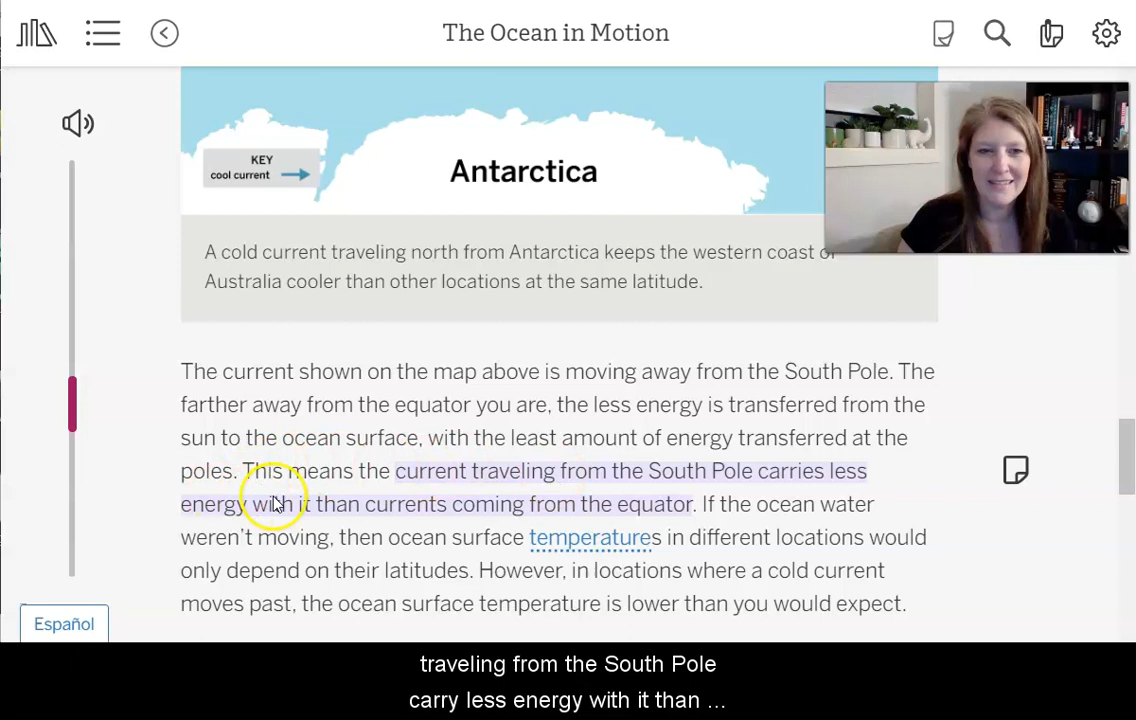 The Ocean in Motion
KEY
cool current
Antarctica
A cold current traveling north from Antarctica keeps the western coast of
Australia cooler than other locations at the same latitude.
The current shown on the map above is moving away from the South Pole. The
farther away from the equator you are, the less energy is transferred from the
sun to the ocean surface, with the least amount of energy transferred at the
poles. This means the current traveling from the South Pole carries less
energy with it than currents coming from the equator. If the ocean water
weren't moving, then ocean surface temperatures in different locations would
only depend on their latitudes. However, in locations where a cold current
moves past, the ocean surface temperature is lower than you would expect.
Español
traveling from the South Pole
carry less energy with it than ...